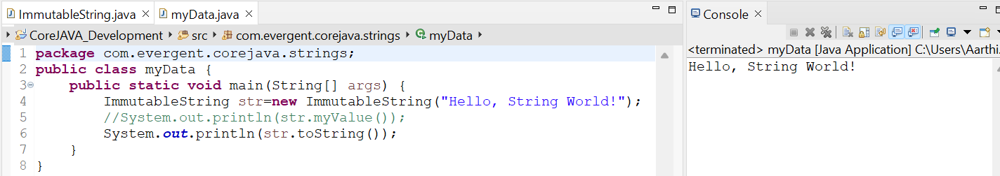 ImmutableString.java myData.java
CoreJAVA_Development src com.evergent.corejava.strings myData
1 package com.evergent.corejava.strings;
2 public class myData {
3 public static void main(String[] args) {
4 ImmutableString str=new ImmutableString("Hello, String World!");
5 //System.out.println(str.myValue());
6 System.out.println(str.toString());
7 }
8 }
Console
<terminated> myData [Java Application] C:\Users\Aarthi.
Hello, String World!